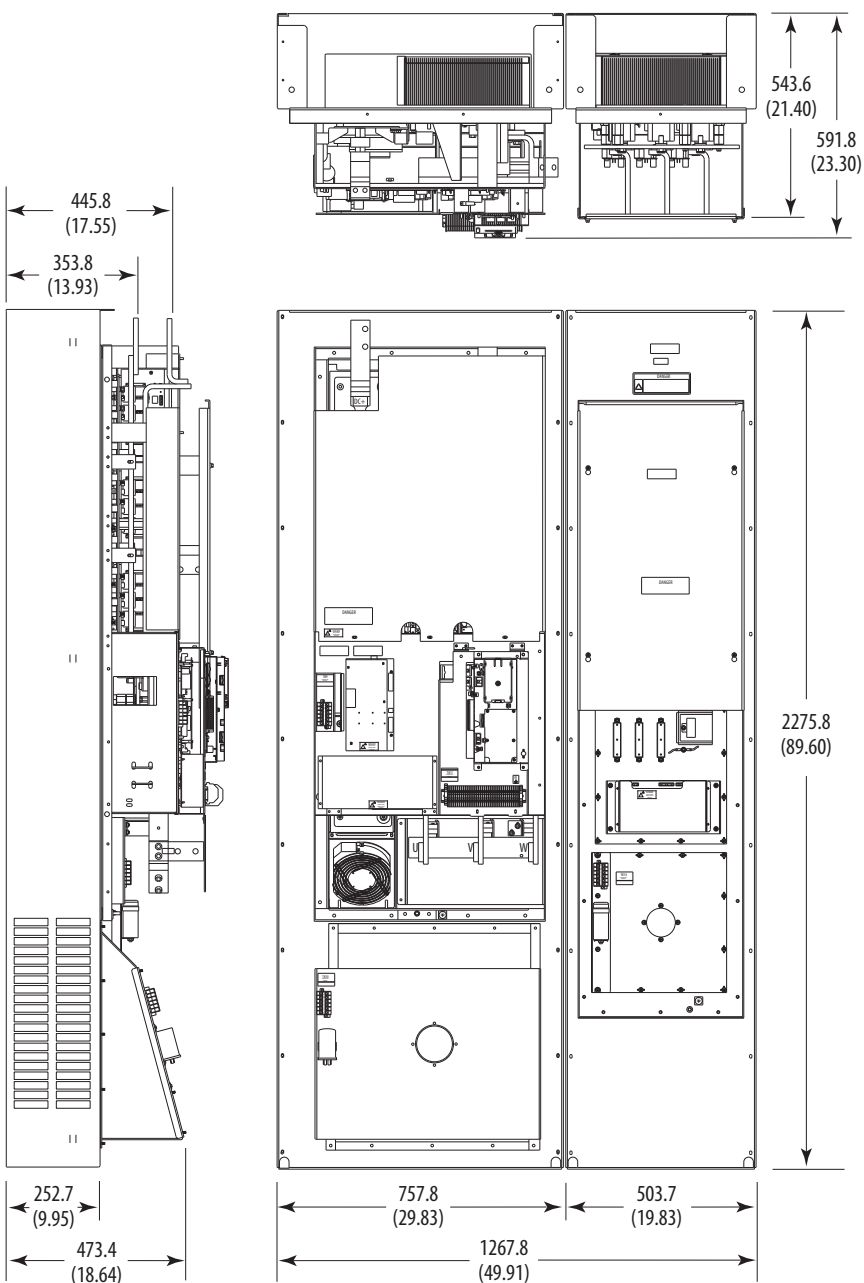 543.6
(21.40)
591.8
(23.30)
445.8
(17.55)
353.8
(13.93)
DANGER
DC+
DANGER
DANGER
2275.8
(89.60)
U
V
W
252.7
(9.95)
757.8
(29.83)
503.7
(19.83)
473.4
(18.64)
1267.8
(49.91)